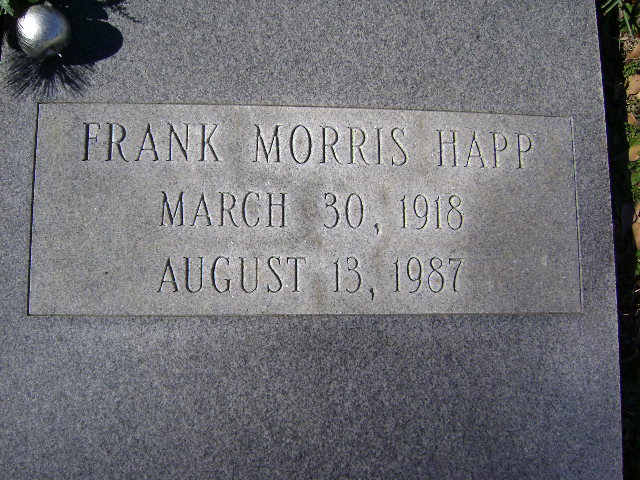 FRANK MORRIS HAPP
MARCH 30, 1918
AUGUST 13, 1987